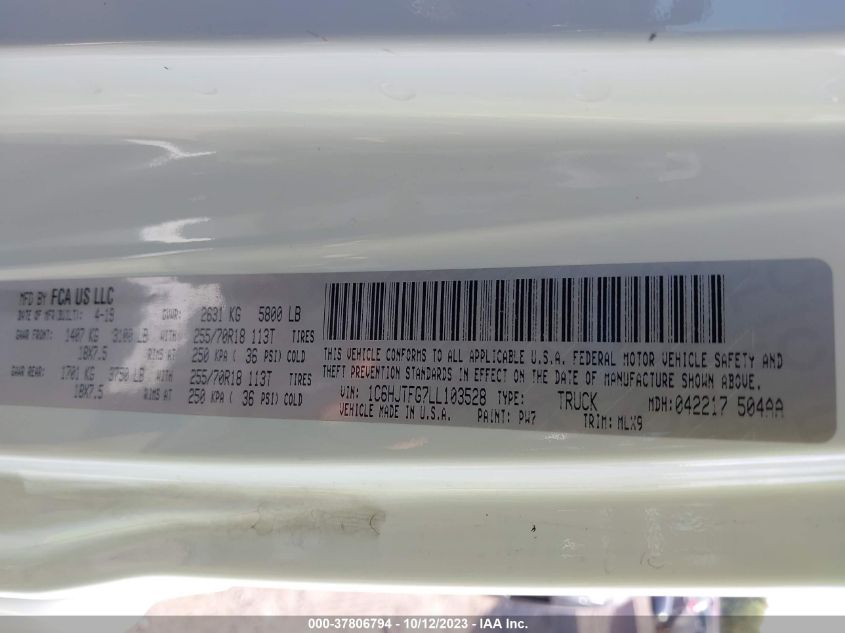 MFD BY FCA US LLC
DATE OF MFR(BUILT): 4-19 GVWR: 2631 KG 5800 LB
GAWR FRONT: 1407 KG 3100 LB WITH 255/70R18 113T TIRES
18X7.5 RIMS AT 250 KPA ( 36 PSI) COLD
GAWR REAR: 1701 KG 3750 LB WITH 255/70R18 113T TIRES
18X7.5 RIMS AT 250 KPA ( 36 PSI) COLD
THIS VEHICLE CONFORMS TO ALL APPLICABLE U.S.A. FEDERAL MOTOR VEHICLE SAFETY AND
THEFT PREVENTION STANDARDS IN EFFECT ON THE DATE OF MANUFACTURE SHOWN ABOVE.
VIN: 1C6HJTFG7LL103528 TYPE: TRUCK MDH:042217 504AA
VEHICLE MADE IN U.S.A. PAINT: PW7 TRIM: MLX9
000-37806794 - 10/12/2023 - IAA Inc.